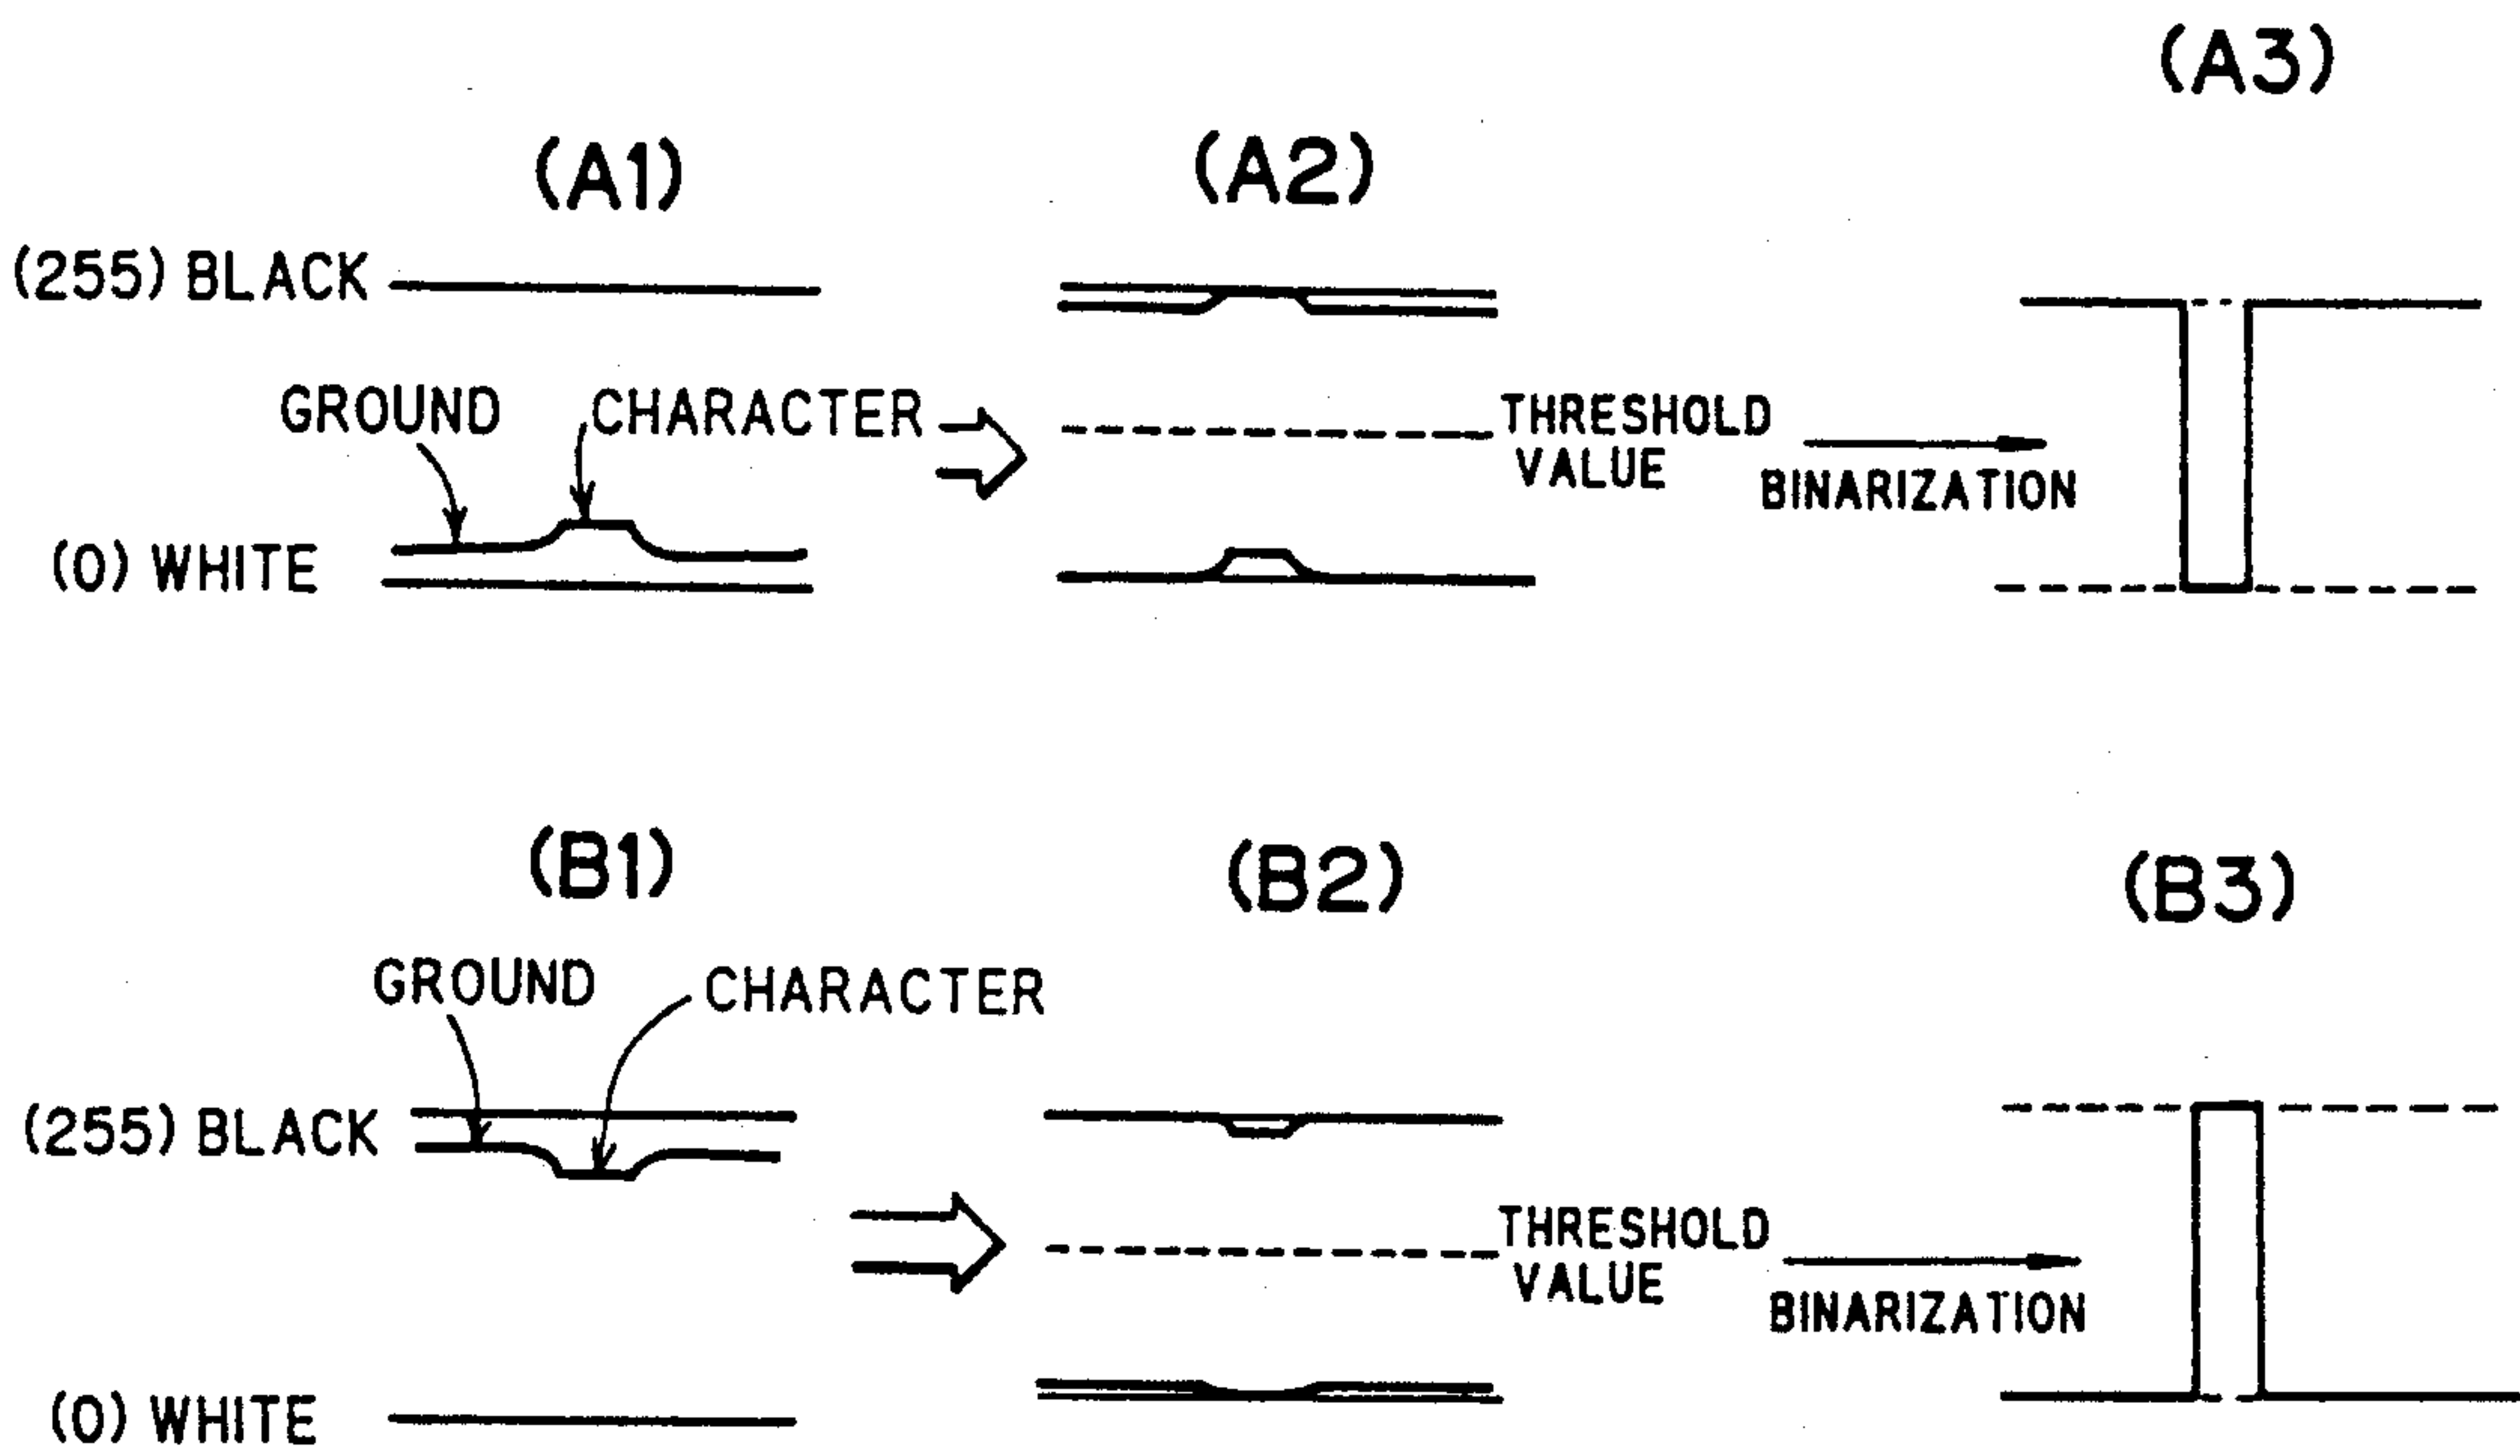 (A1)
(A2)
(A3)
(255) BLACK
GROUND
CHARACTER
THRESHOLD
VALUE
BINARIZATION
(0) WHITE
(B1)
(B2)
(B3)
GROUND
CHARACTER
(255) BLACK
THRESHOLD
VALUE
BINARIZATION
(0) WHITE